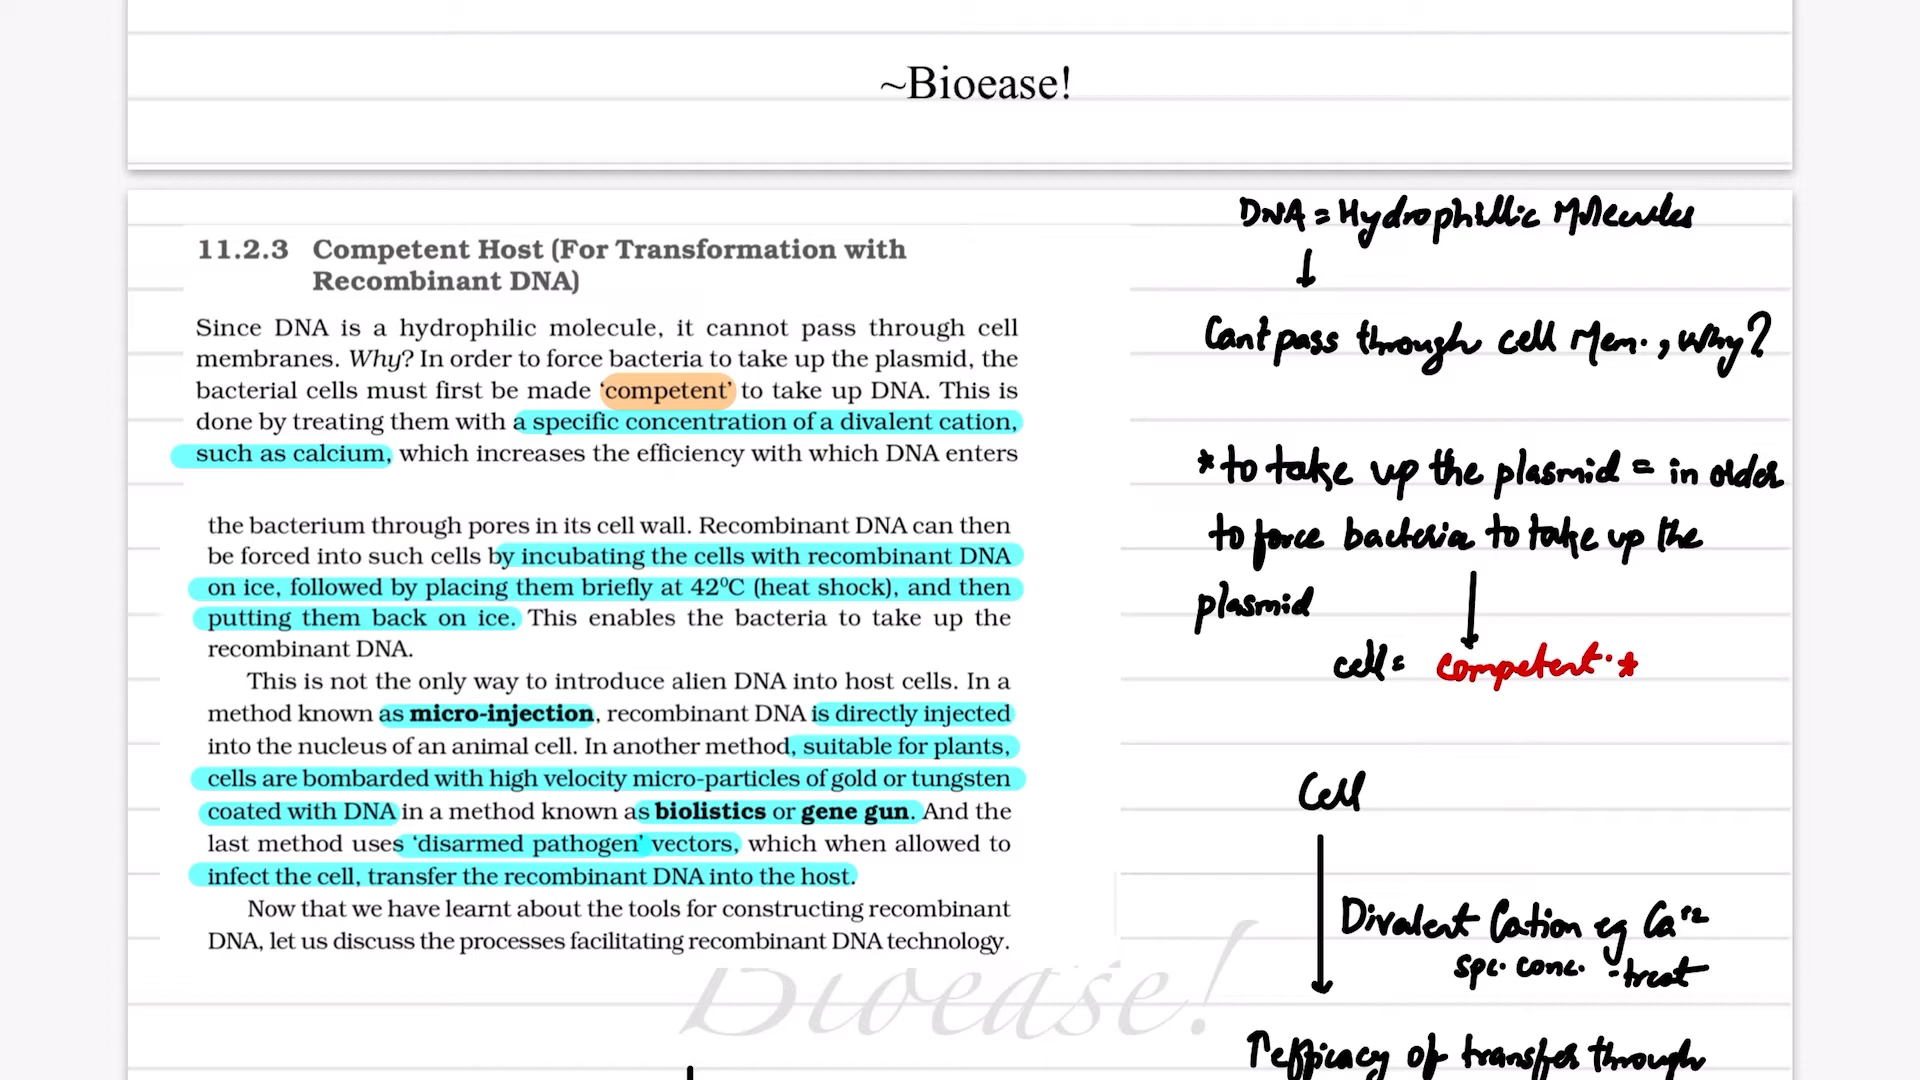 ~Bioease!
11.2.3 Competent Host (For Transformation with
Recombinant DNA)
Since DNA is a hydrophilic molecule, it cannot pass through cell
membranes. Why? In order to force bacteria to take up the plasmid, the
bacterial cells must first be made ‘competent’ to take up DNA. This is
done by treating them with a specific concentration of a divalent cation,
such as calcium, which increases the efficiency with which DNA enters
the bacterium through pores in its cell wall. Recombinant DNA can then
be forced into such cells by incubating the cells with recombinant DNA
on ice, followed by placing them briefly at 42⁰C (heat shock), and then
putting them back on ice. This enables the bacteria to take up the
recombinant DNA.
This is not the only way to introduce alien DNA into host cells. In a
method known as micro-injection, recombinant DNA is directly injected
into the nucleus of an animal cell. In another method, suitable for plants,
cells are bombarded with high velocity micro-particles of gold or tungsten
coated with DNA in a method known as biolistics or gene gun. And the
last method uses ‘disarmed pathogen’ vectors, which when allowed to
infect the cell, transfer the recombinant DNA into the host.
Now that we have learnt about the tools for constructing recombinant
DNA, let us discuss the processes facilitating recombinant DNA technology.
Bioease!
DNA = Hydrophillic Molecules
↓
Can't pass through cell Mem., Why?
*to take up the plasmid = in order
to force bacteria to take up the
plasmid
cell = competent.*
Cell
Divalent Cation eg Ca+2
spc. conc. - treat
↑efficacy of transfer through